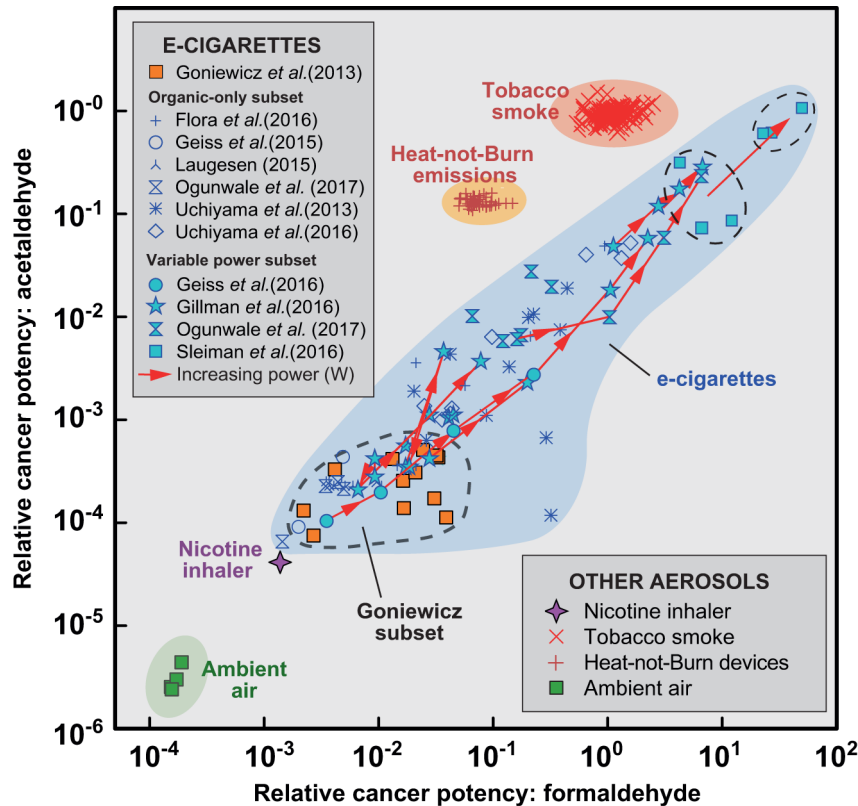 E-CIGARETTES
Goniewicz et al.(2013)
Organic-only subset
Flora et al.(2016)
Geiss et al.(2015)
Laugesen (2015)
Ogunwale et al. (2017)
Uchiyama et al.(2013)
Uchiyama et al.(2016)
Variable power subset
Geiss et al.(2016)
Gillman et al.(2016)
Ogunwale et al. (2017)
Sleiman et al.(2016)
Increasing power (W)
Tobacco
smoke
Heat-not-Burn
emissions
e-cigarettes
Nicotine
inhaler
Goniewicz
subset
Ambient
air
OTHER AEROSOLS
Nicotine inhaler
Tobacco smoke
Heat-not-Burn devices
Ambient air
Relative cancer potency: acetaldehyde
10⁻⁰
10⁻¹
10⁻²
10⁻³
10⁻⁴
10⁻⁵
10⁻⁶
10⁻⁴
10⁻³
10⁻²
10⁻¹
10⁰
10¹
10²
Relative cancer potency: formaldehyde